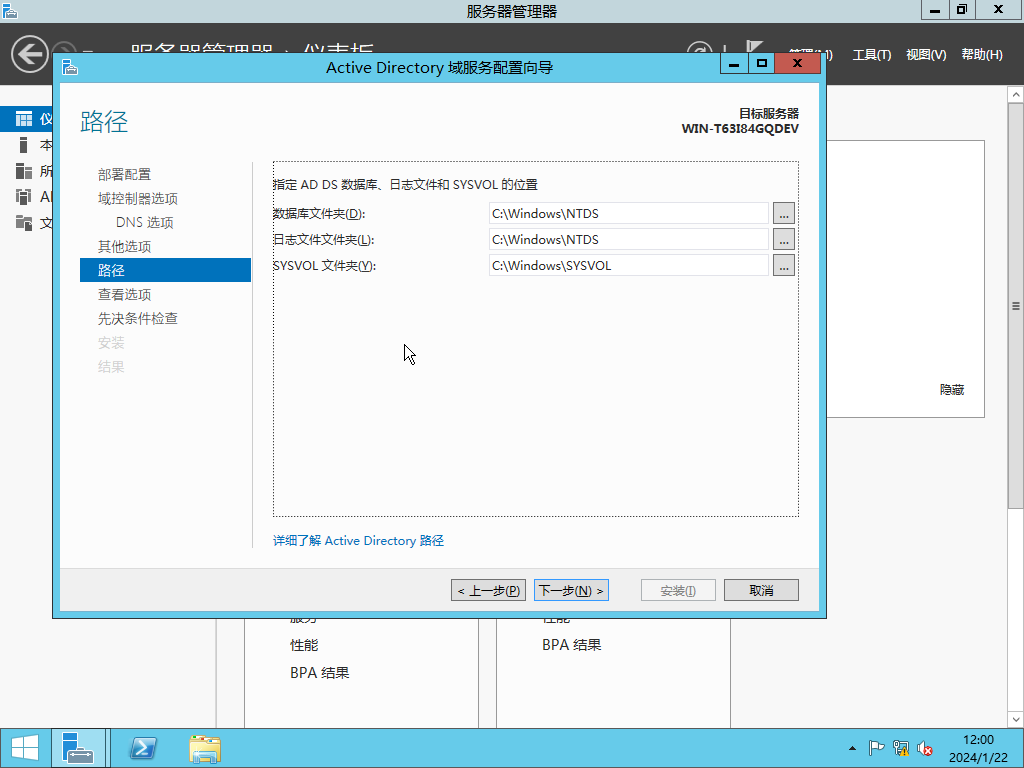 服务器管理器
服务器管理器 · 仪表板
管理(M) 工具(T) 视图(V) 帮助(H)
Active Directory 域服务配置向导
路径
目标服务器
WIN-T63I84GQDEV
仪
本
所
文
部署配置
域控制器选项
DNS 选项
其他选项
路径
查看选项
先决条件检查
安装
结果
指定 AD DS 数据库、日志文件和 SYSVOL 的位置
数据库文件夹(D): C:\Windows\NTDS ...
日志文件文件夹(L): C:\Windows\NTDS ...
SYSVOL 文件夹(Y): C:\Windows\SYSVOL ...
详细了解 Active Directory 路径
< 上一步(P) 下一步(N) > 安装(I) 取消
隐藏
服务
性能
BPA 结果
性能
BPA 结果
12:00
2024/1/22